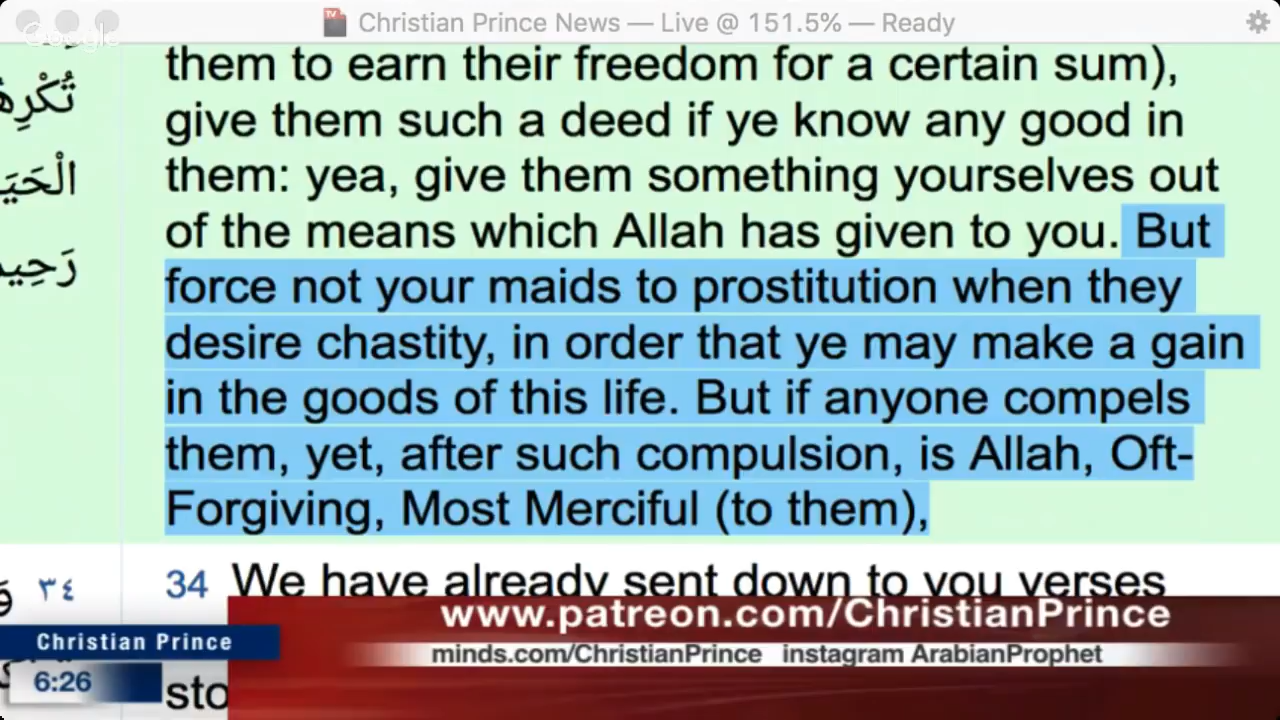 Christian Prince News — Live @ 151.5% — Ready
Google
them to earn their freedom for a certain sum),
give them such a deed if ye know any good in
them: yea, give them something yourselves out
of the means which Allah has given to you. But
force not your maids to prostitution when they
desire chastity, in order that ye may make a gain
in the goods of this life. But if anyone compels
them, yet, after such compulsion, is Allah, Oft-
Forgiving, Most Merciful (to them),
٣٤ 34 We have already sent down to you verses
www.patreon.com/ChristianPrince
Christian Prince
minds.com/ChristianPrince instagram ArabianProphet
6:26